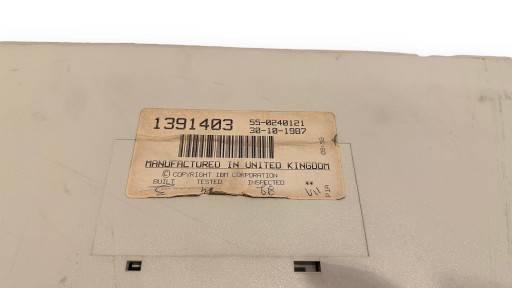 1391403 55-0240121
30-10-1987
MANUFACTURED IN UNITED KINGDOM
© COPYRIGHT IBM CORPORATION
BUILT TESTED INSPECTED **